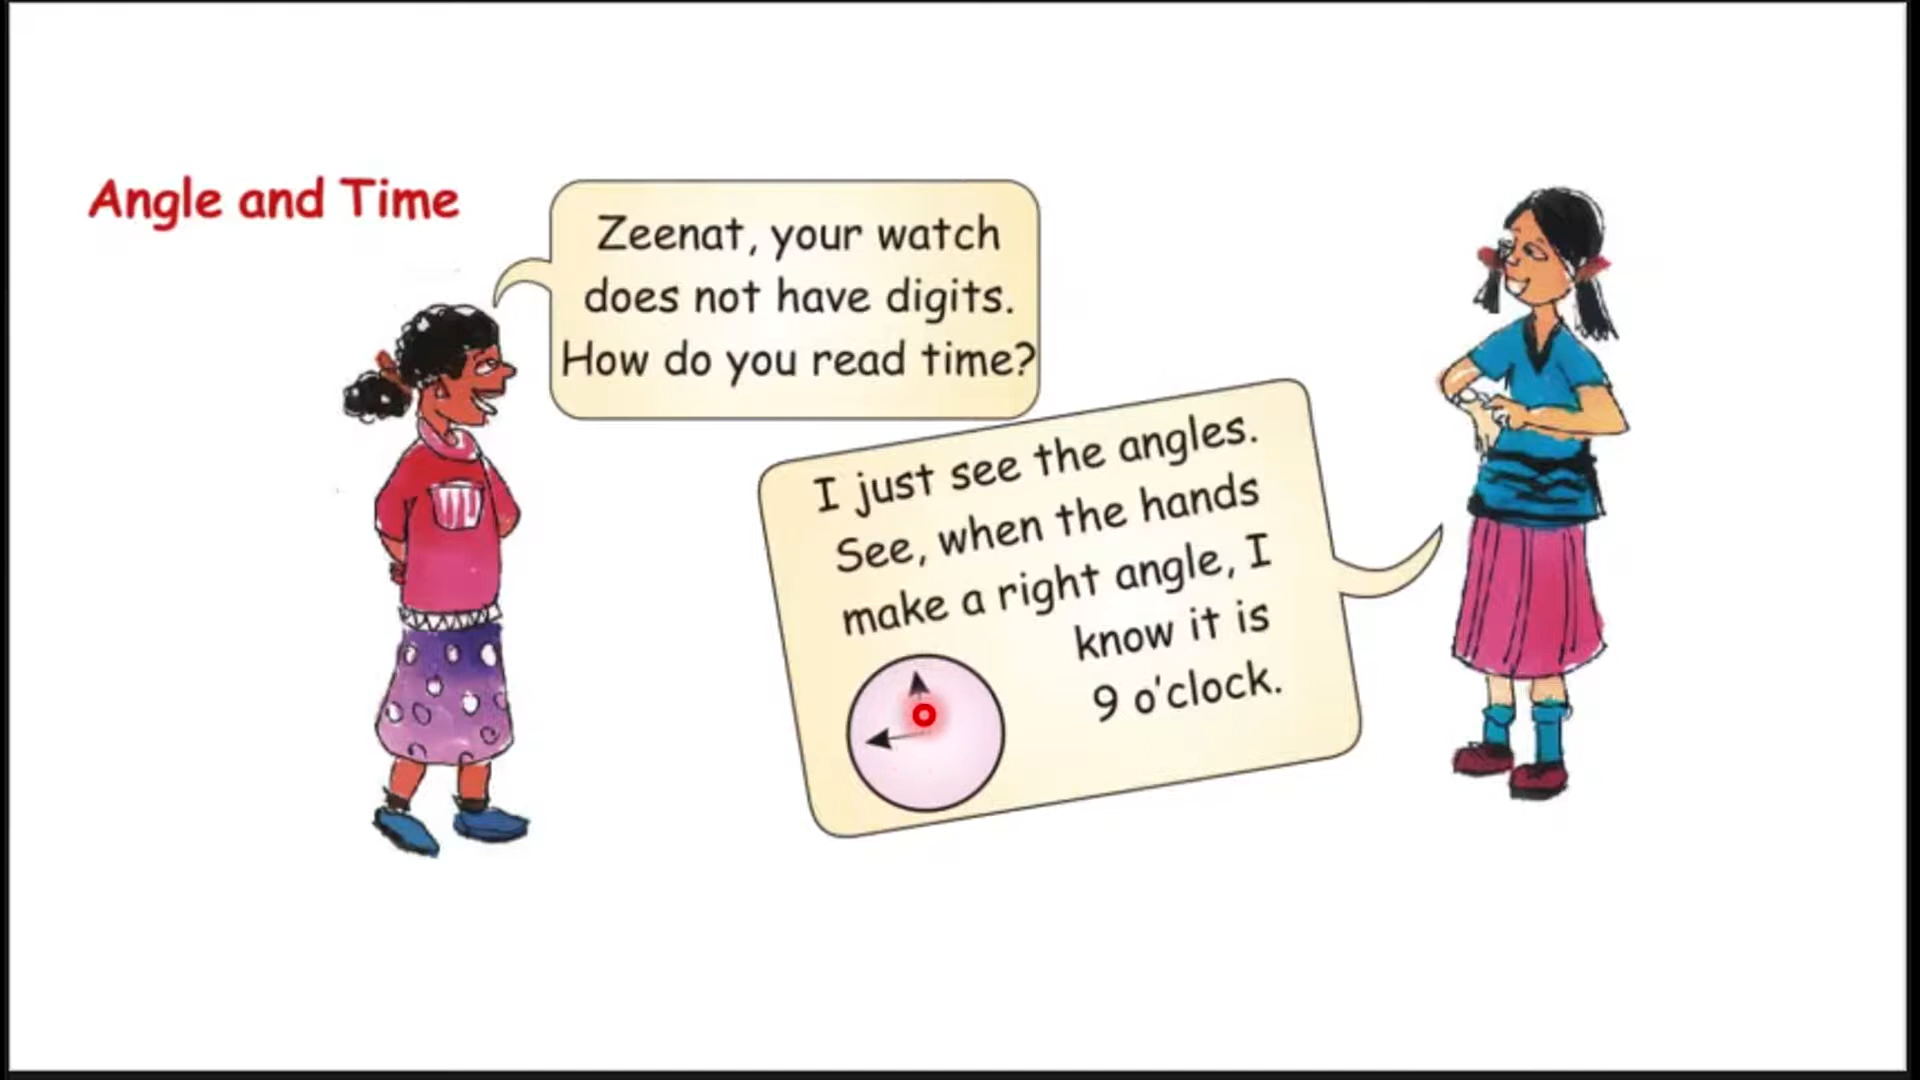 Angle and Time
Zeenat, your watch
does not have digits.
How do you read time?
I just see the angles.
See, when the hands
make a right angle, I
know it is
9 o'clock.